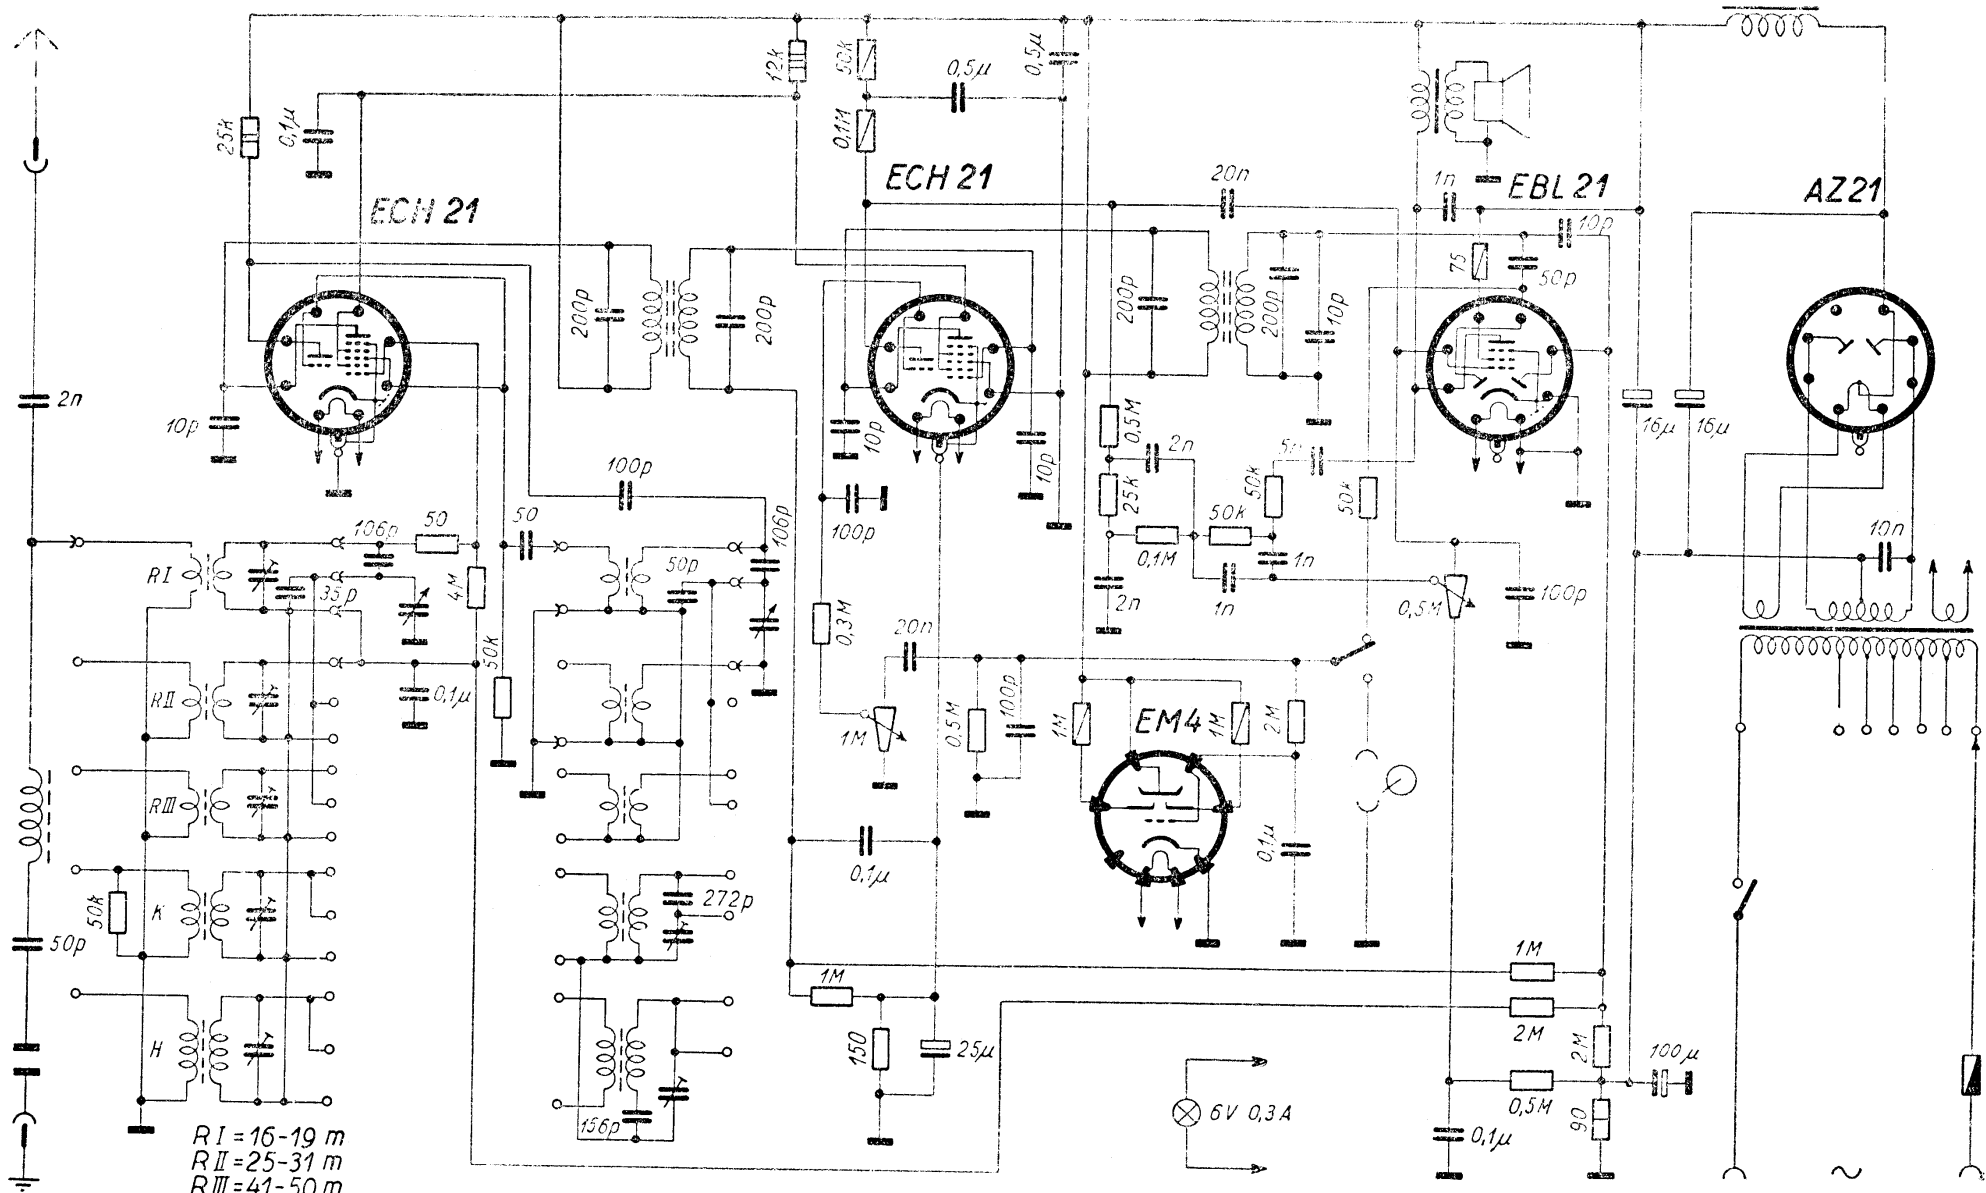 25k
0,1µ
12k
50k
0,1M
0,5µ
0,5µ
ECH 21
ECH 21
20n
1n
EBL 21
AZ21
10p
75
50p
200p
200p
200p
200p
10p
2n
10p
10p
10p
0,5M
2n
25k
5n
50k
50k
16µ
16µ
100p
100p
106p
50
50
106p
50p
0,1M
50k
1n
1n
2n
10n
RI
35p
4M
0,3M
20n
0,5M
100p
RII
0,1µ
50k
1M
0,5M
100p
1M
EM4
1M
2M
RIII
0,1µ
0,1µ
50k
K
272p
50p
H
1M
150
25µ
1M
2M
2M
100µ
0,5M
90
0,1µ
6V 0,3A
156p
RI=16-19 m
RII=25-31 m
RIII=41-50 m
~